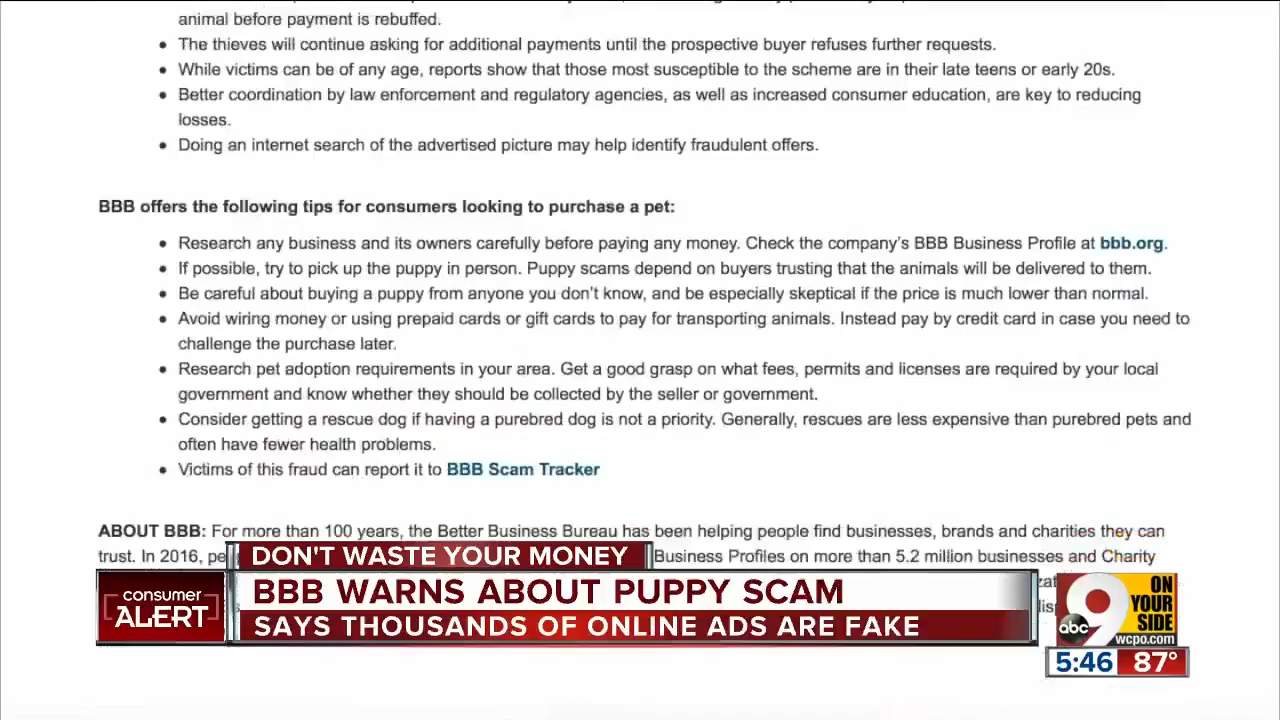 animal before payment is rebuffed.
• The thieves will continue asking for additional payments until the prospective buyer refuses further requests.
• While victims can be of any age, reports show that those most susceptible to the scheme are in their late teens or early 20s.
• Better coordination by law enforcement and regulatory agencies, as well as increased consumer education, are key to reducing
losses.
• Doing an internet search of the advertised picture may help identify fraudulent offers.
BBB offers the following tips for consumers looking to purchase a pet:
• Research any business and its owners carefully before paying any money. Check the company's BBB Business Profile at bbb.org.
• If possible, try to pick up the puppy in person. Puppy scams depend on buyers trusting that the animals will be delivered to them.
• Be careful about buying a puppy from anyone you don't know, and be especially skeptical if the price is much lower than normal.
• Avoid wiring money or using prepaid cards or gift cards to pay for transporting animals. Instead pay by credit card in case you need to
challenge the purchase later.
• Research pet adoption requirements in your area. Get a good grasp on what fees, permits and licenses are required by your local
government and know whether they should be collected by the seller or government.
• Consider getting a rescue dog if having a purebred dog is not a priority. Generally, rescues are less expensive than purebred pets and
often have fewer health problems.
• Victims of this fraud can report it to BBB Scam Tracker
ABOUT BBB: For more than 100 years, the Better Business Bureau has been helping people find businesses, brands and charities they can
trust. In 2016, Business Profiles on more than 5.2 million businesses and Charity
DON'T WASTE YOUR MONEY
consumer
ALERT
BBB WARNS ABOUT PUPPY SCAM
SAYS THOUSANDS OF ONLINE ADS ARE FAKE
abc
9
ON
YOUR
SIDE
wcpo.com
5:46 87°